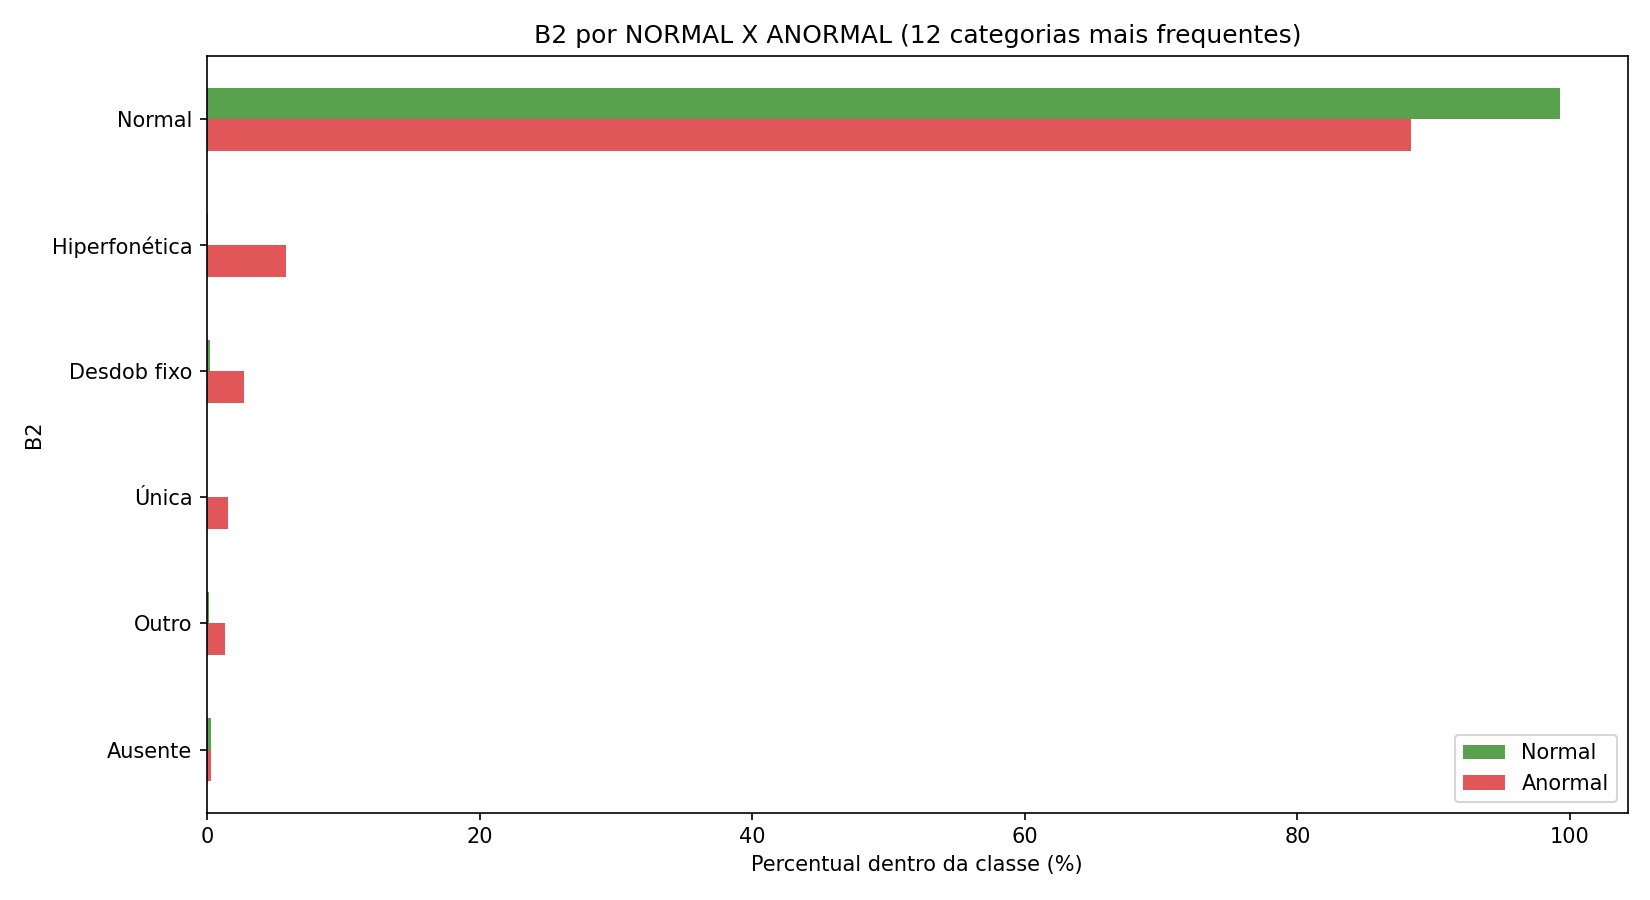 B2 por NORMAL X ANORMAL (12 categorias mais frequentes)
B2
Normal
Hiperfonética
Desdob fixo
Única
Outro
Ausente
0 20 40 60 80 100
Percentual dentro da classe (%)
Normal
Anormal